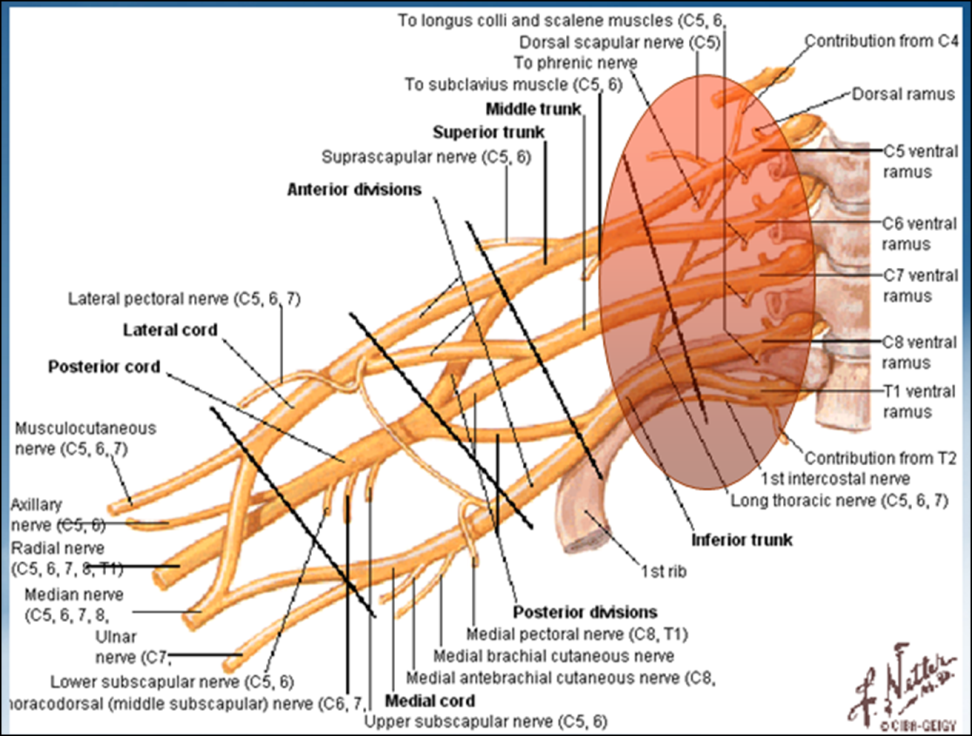 To longus colli and scalene muscles (C5, 6,
Dorsal scapular nerve (C5)
To phrenic nerve
To subclavius muscle (C5, 6)
Middle trunk
Superior trunk
Suprascapular nerve (C5, 6)
Anterior divisions
Contribution from C4
Dorsal ramus
C5 ventral
ramus
C6 ventral
ramus
C7 ventral
ramus
C8 ventral
ramus
T1 ventral
ramus
Lateral pectoral nerve (C5, 6, 7)
Lateral cord
Posterior cord
Musculocutaneous
nerve (C5, 6, 7)
Axillary
nerve (C5, 6)
Radial nerve
(C5, 6, 7, 8, T1)
Median nerve
(C5, 6, 7, 8,
Ulnar
nerve (C7,
Lower subscapular nerve (C5, 6)
horacodorsal (middle subscapular) nerve (C6, 7,
Medial cord
Upper subscapular nerve (C5, 6)
Contribution from T2
1st intercostal nerve
Long thoracic nerve (C5, 6, 7)
Inferior trunk
1st rib
Posterior divisions
Medial pectoral nerve (C8, T1)
Medial brachial cutaneous nerve
Medial antebrachial cutaneous nerve (C8,
F. Netter
M.D.
© CIBA-GEIGY